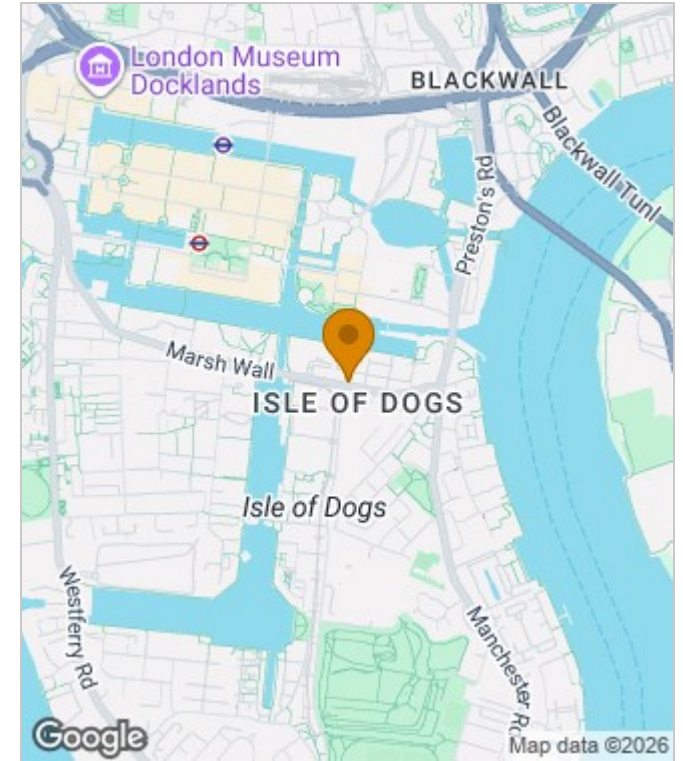 London Museum
Docklands
BLACKWALL
Blackwall Tunl
Preston's Rd
Marsh Wall
ISLE OF DOGS
Isle of Dogs
Westferry Rd
Manchester Rd
Google
Map data ©2026